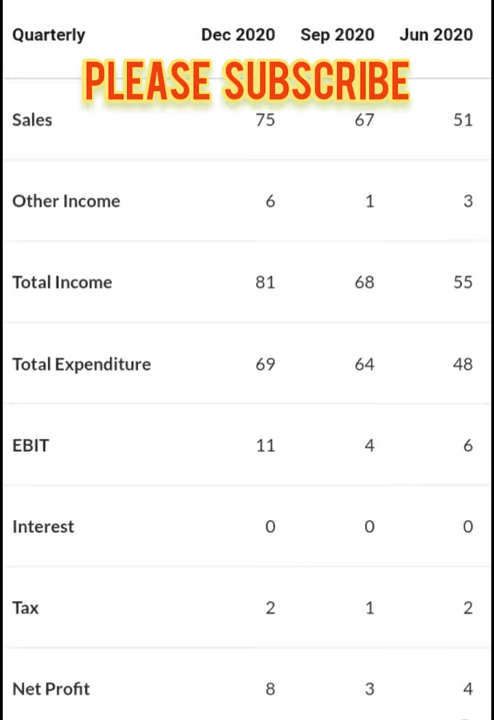 Quarterly Dec 2020 Sep 2020 Jun 2020
PLEASE SUBSCRIBE
Sales 75 67 51
Other Income 6 1 3
Total Income 81 68 55
Total Expenditure 69 64 48
EBIT 11 4 6
Interest 0 0 0
Tax 2 1 2
Net Profit 8 3 4